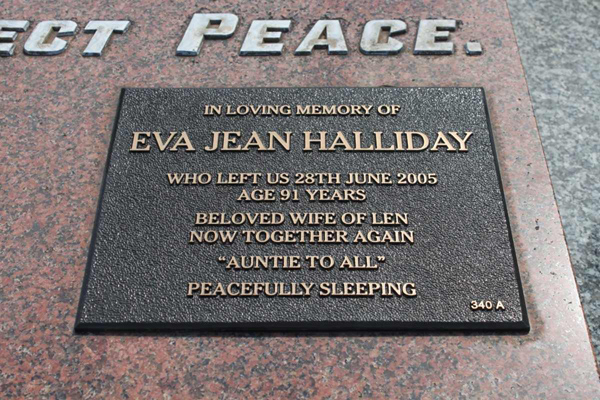 ECT PEACE.
IN LOVING MEMORY OF
EVA JEAN HALLIDAY
WHO LEFT US 28TH JUNE 2005
AGE 91 YEARS
BELOVED WIFE OF LEN
NOW TOGETHER AGAIN
"AUNTIE TO ALL"
PEACEFULLY SLEEPING
340 A